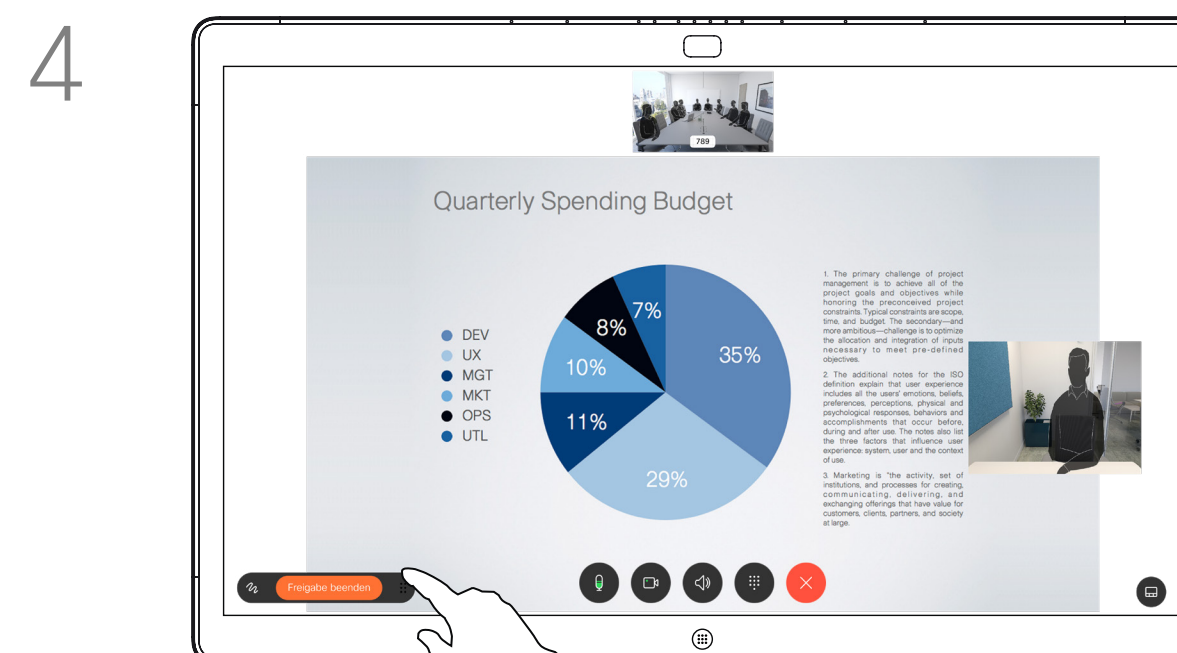 4
789
Quarterly Spending Budget
DEV
UX
MGT
MKT
OPS
UTL
7%
8%
35%
10%
11%
29%
1. The primary challenge of project
management is to achieve all of the
project goals and objectives while
honoring the preconceived project
constraints. Typical constraints are scope,
time, and budget. The secondary—and
more ambitious—challenge is to optimize
the allocation and integration of inputs
necessary to meet pre-defined
objectives.
2. The additional notes for the ISO
definition explain that user experience
includes all the users' emotions, beliefs,
preferences, perceptions, physical and
psychological responses, behaviors and
accomplishments that occur before,
during and after use. The notes also list
the three factors that influence user
experience: system, user and the context
of use.
3. Marketing is "the activity, set of
institutions, and processes for creating,
communicating, delivering, and
exchanging offerings that have value for
customers, clients, partners, and society
at large.
Freigabe beenden